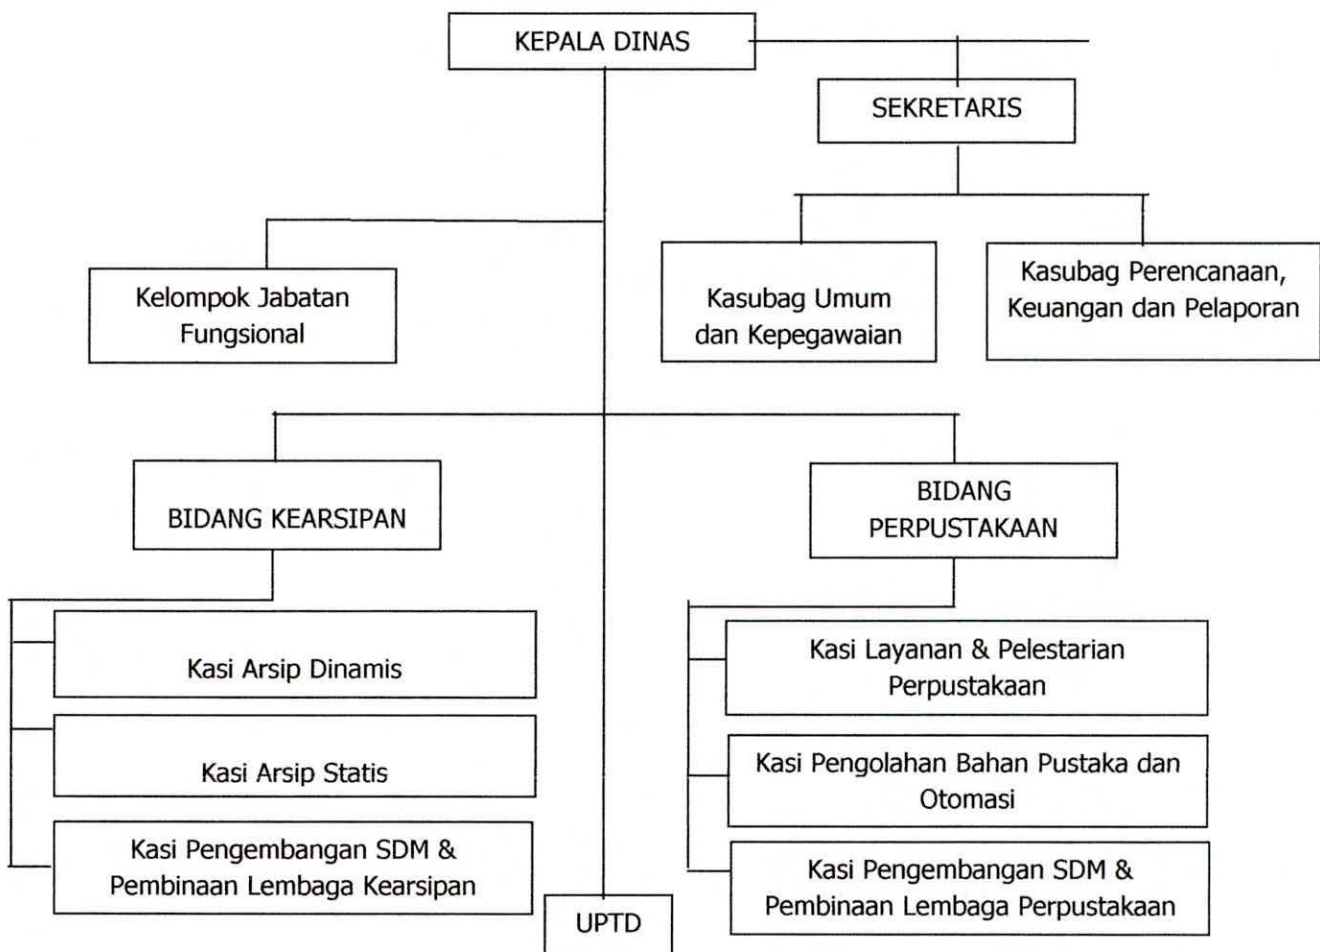 KEPALA DINAS
SEKRETARIS
Kasubag Umum
dan Kepegawaian
Kasubag Perencanaan,
Keuangan dan Pelaporan
Kelompok Jabatan
Fungsional
BIDANG KEARSIPAN
BIDANG
PERPUSTAKAAN
Kasi Arsip Dinamis
Kasi Arsip Statis
Kasi Pengembangan SDM &
Pembinaan Lembaga Kearsipan
Kasi Layanan & Pelestarian
Perpustakaan
Kasi Pengolahan Bahan Pustaka dan
Otomasi
Kasi Pengembangan SDM &
Pembinaan Lembaga Perpustakaan
UPTD